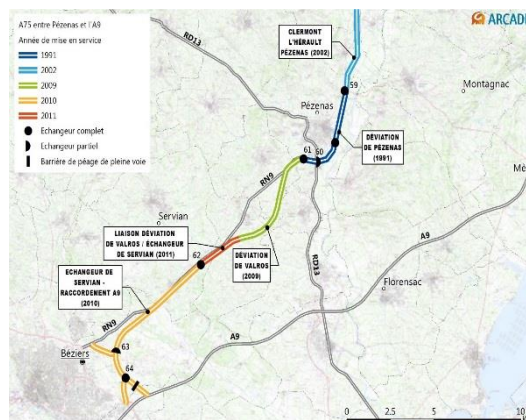 A75 entre Pézenas et l'A9
Année de mise en service
1991
2002
2009
2010
2011
Echangeur complet
Echangeur partiel
Barrière de péage de pleine voie
ARCADI
RD13
CLERMONT
L'HÉRAULT
PÉZENAS (2002)
59
Montagnac
Pézenas
DÉVIATION
DE PÉZENAS
(1991)
61
60
RN9
Servian
LIAISON DÉVIATION
DE VALROS / ÉCHANGEUR
DE SERVIAN (2011)
62
DÉVIATION
DE VALROS
(2009)
A9
RD13
Florensac
ECHANGEUR DE
SERVIAN -
RACCORDEMENT A9
(2010)
RN9
Béziers
63
64
A9
0
2.5
5
10